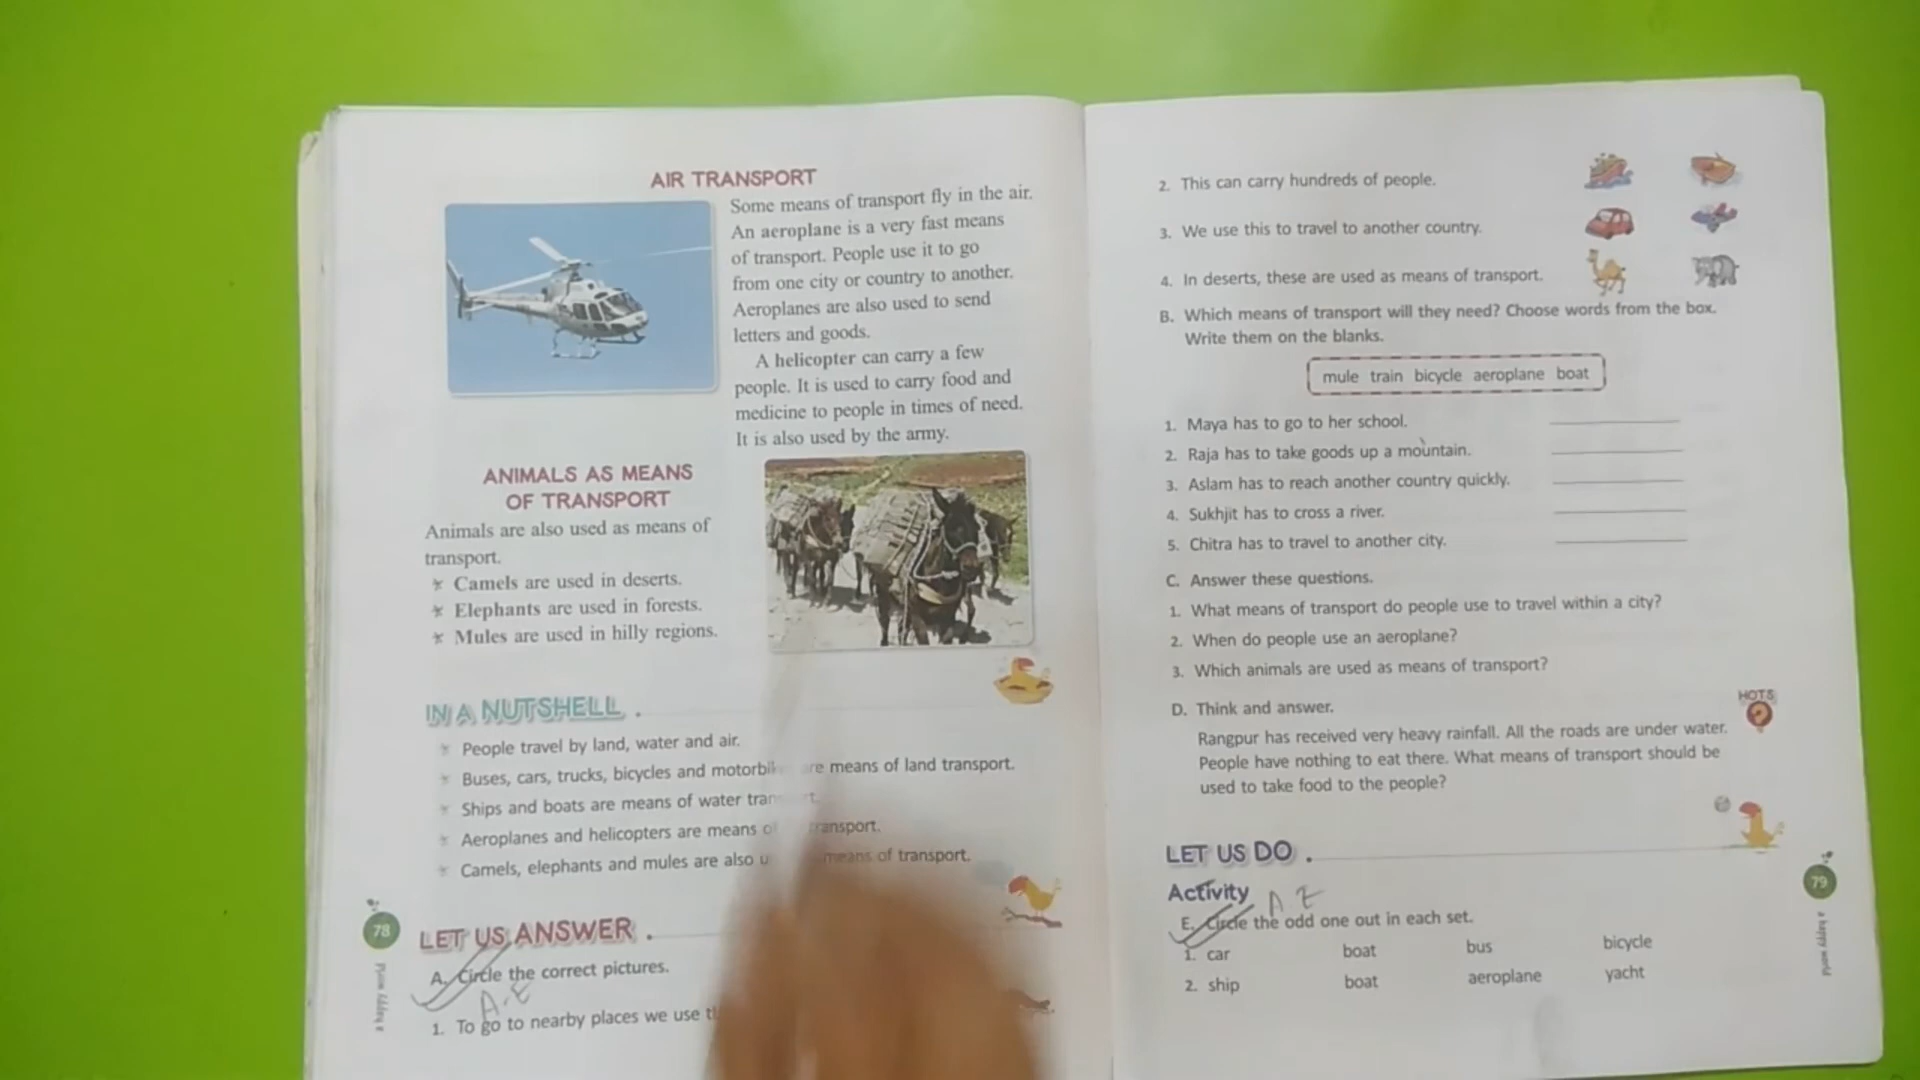 AIR TRANSPORT
Some means of transport fly in the air.
An aeroplane is a very fast means
of transport. People use it to go
from one city or country to another.
Aeroplanes are also used to send
letters and goods.
A helicopter can carry a few
people. It is used to carry food and
medicine to people in times of need.
It is also used by the army.
ANIMALS AS MEANS
OF TRANSPORT
Animals are also used as means of
transport.
Camels are used in deserts.
Elephants are used in forests.
Mules are used in hilly regions.
IN A NUTSHELL
People travel by land, water and air.
Buses, cars, trucks, bicycles and means of land transport.
Ships and boats are means of water
Aeroplanes and helicopters are means
Camels, elephants and mules are also means of transport.
LET US ANSWER
A. Circle the correct pictures.
A.E
1. To go to nearby places we use
78
a happy world
2. This can carry hundreds of people.
3. We use this to travel to another country.
4. In deserts, these are used as means of transport.
B. Which means of transport will they need? Choose words from the box.
Write them on the blanks.
mule train bicycle aeroplane boat
1. Maya has to go to her school.
2. Raja has to take goods up a mountain.
3. Aslam has to reach another country quickly.
4. Sukhjit has to cross a river.
5. Chitra has to travel to another city.
C. Answer these questions.
1. What means of transport do people use to travel within a city?
2. When do people use an aeroplane?
3. Which animals are used as means of transport?
HOTS
D. Think and answer.
Rangpur has received very heavy rainfall. All the roads are under water.
People have nothing to eat there. What means of transport should be
used to take food to the people?
LET US DO
Activity A E
E. Circle the odd one out in each set.
1. car boat bus bicycle
2. ship boat aeroplane yacht
79
a happy world